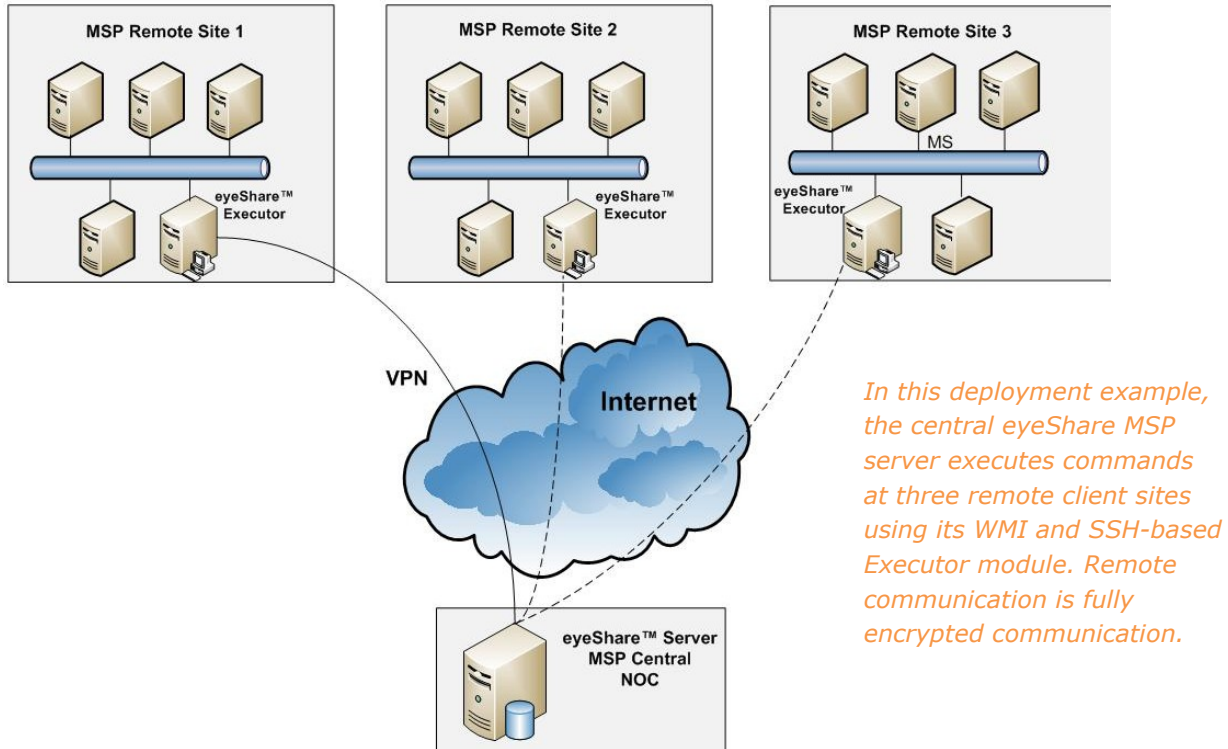 MSP Remote Site 1
eyeShare™
Executor
MSP Remote Site 2
eyeShare™
Executor
MSP Remote Site 3
MS
eyeShare™
Executor
VPN
Internet
In this deployment example,
the central eyeShare MSP
server executes commands
at three remote client sites
using its WMI and SSH-based
Executor module. Remote
communication is fully
encrypted communication.
eyeShare™ Server
MSP Central
NOC